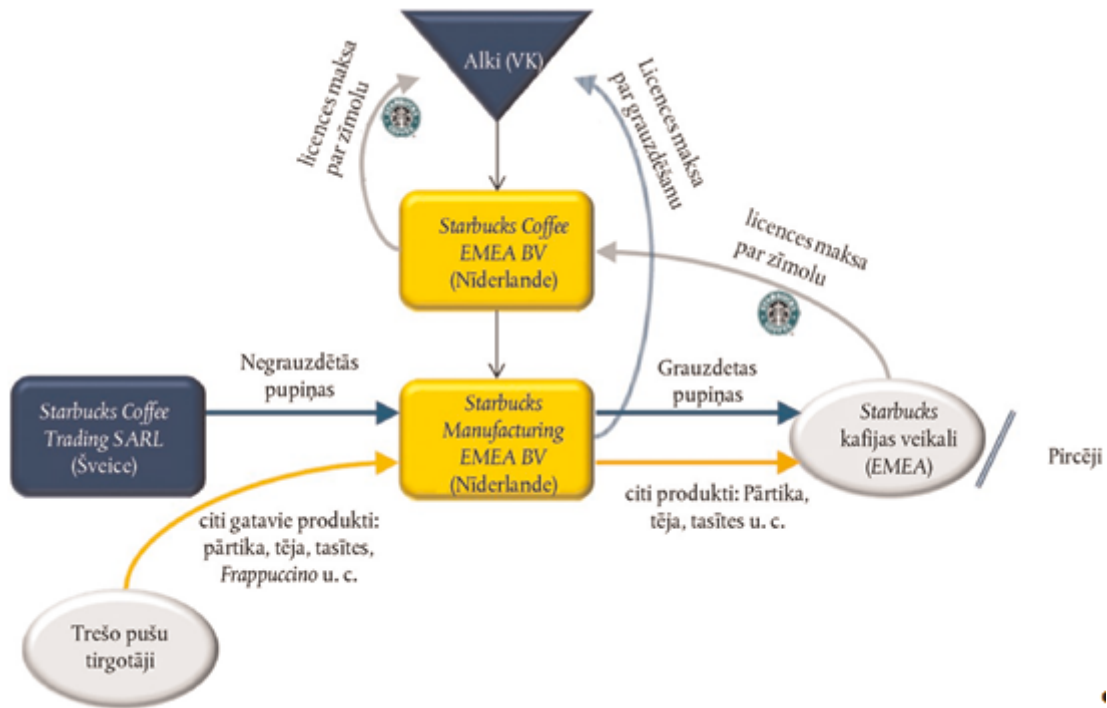 Alki (VK)
licences maksa
par zīmolu
Licences maksa
par grauzdēšanu
Starbucks Coffee
EMEA BV
(Nīderlande)
licences maksa
par zīmolu
Negrauzdētās
pupiņas
Grauzdetas
pupiņas
Starbucks Coffee
Trading SARL
(Šveice)
Starbucks
Manufacturing
EMEA BV
(Nīderlande)
Starbucks
kafijas veikali
(EMEA)
Pircēji
citi gatavie produkti:
pārtika, tēja, tasītes,
Frappuccino u. c.
citi produkti: Pārtika,
tēja, tasītes u. c.
Trešo pušu
tirgotāji